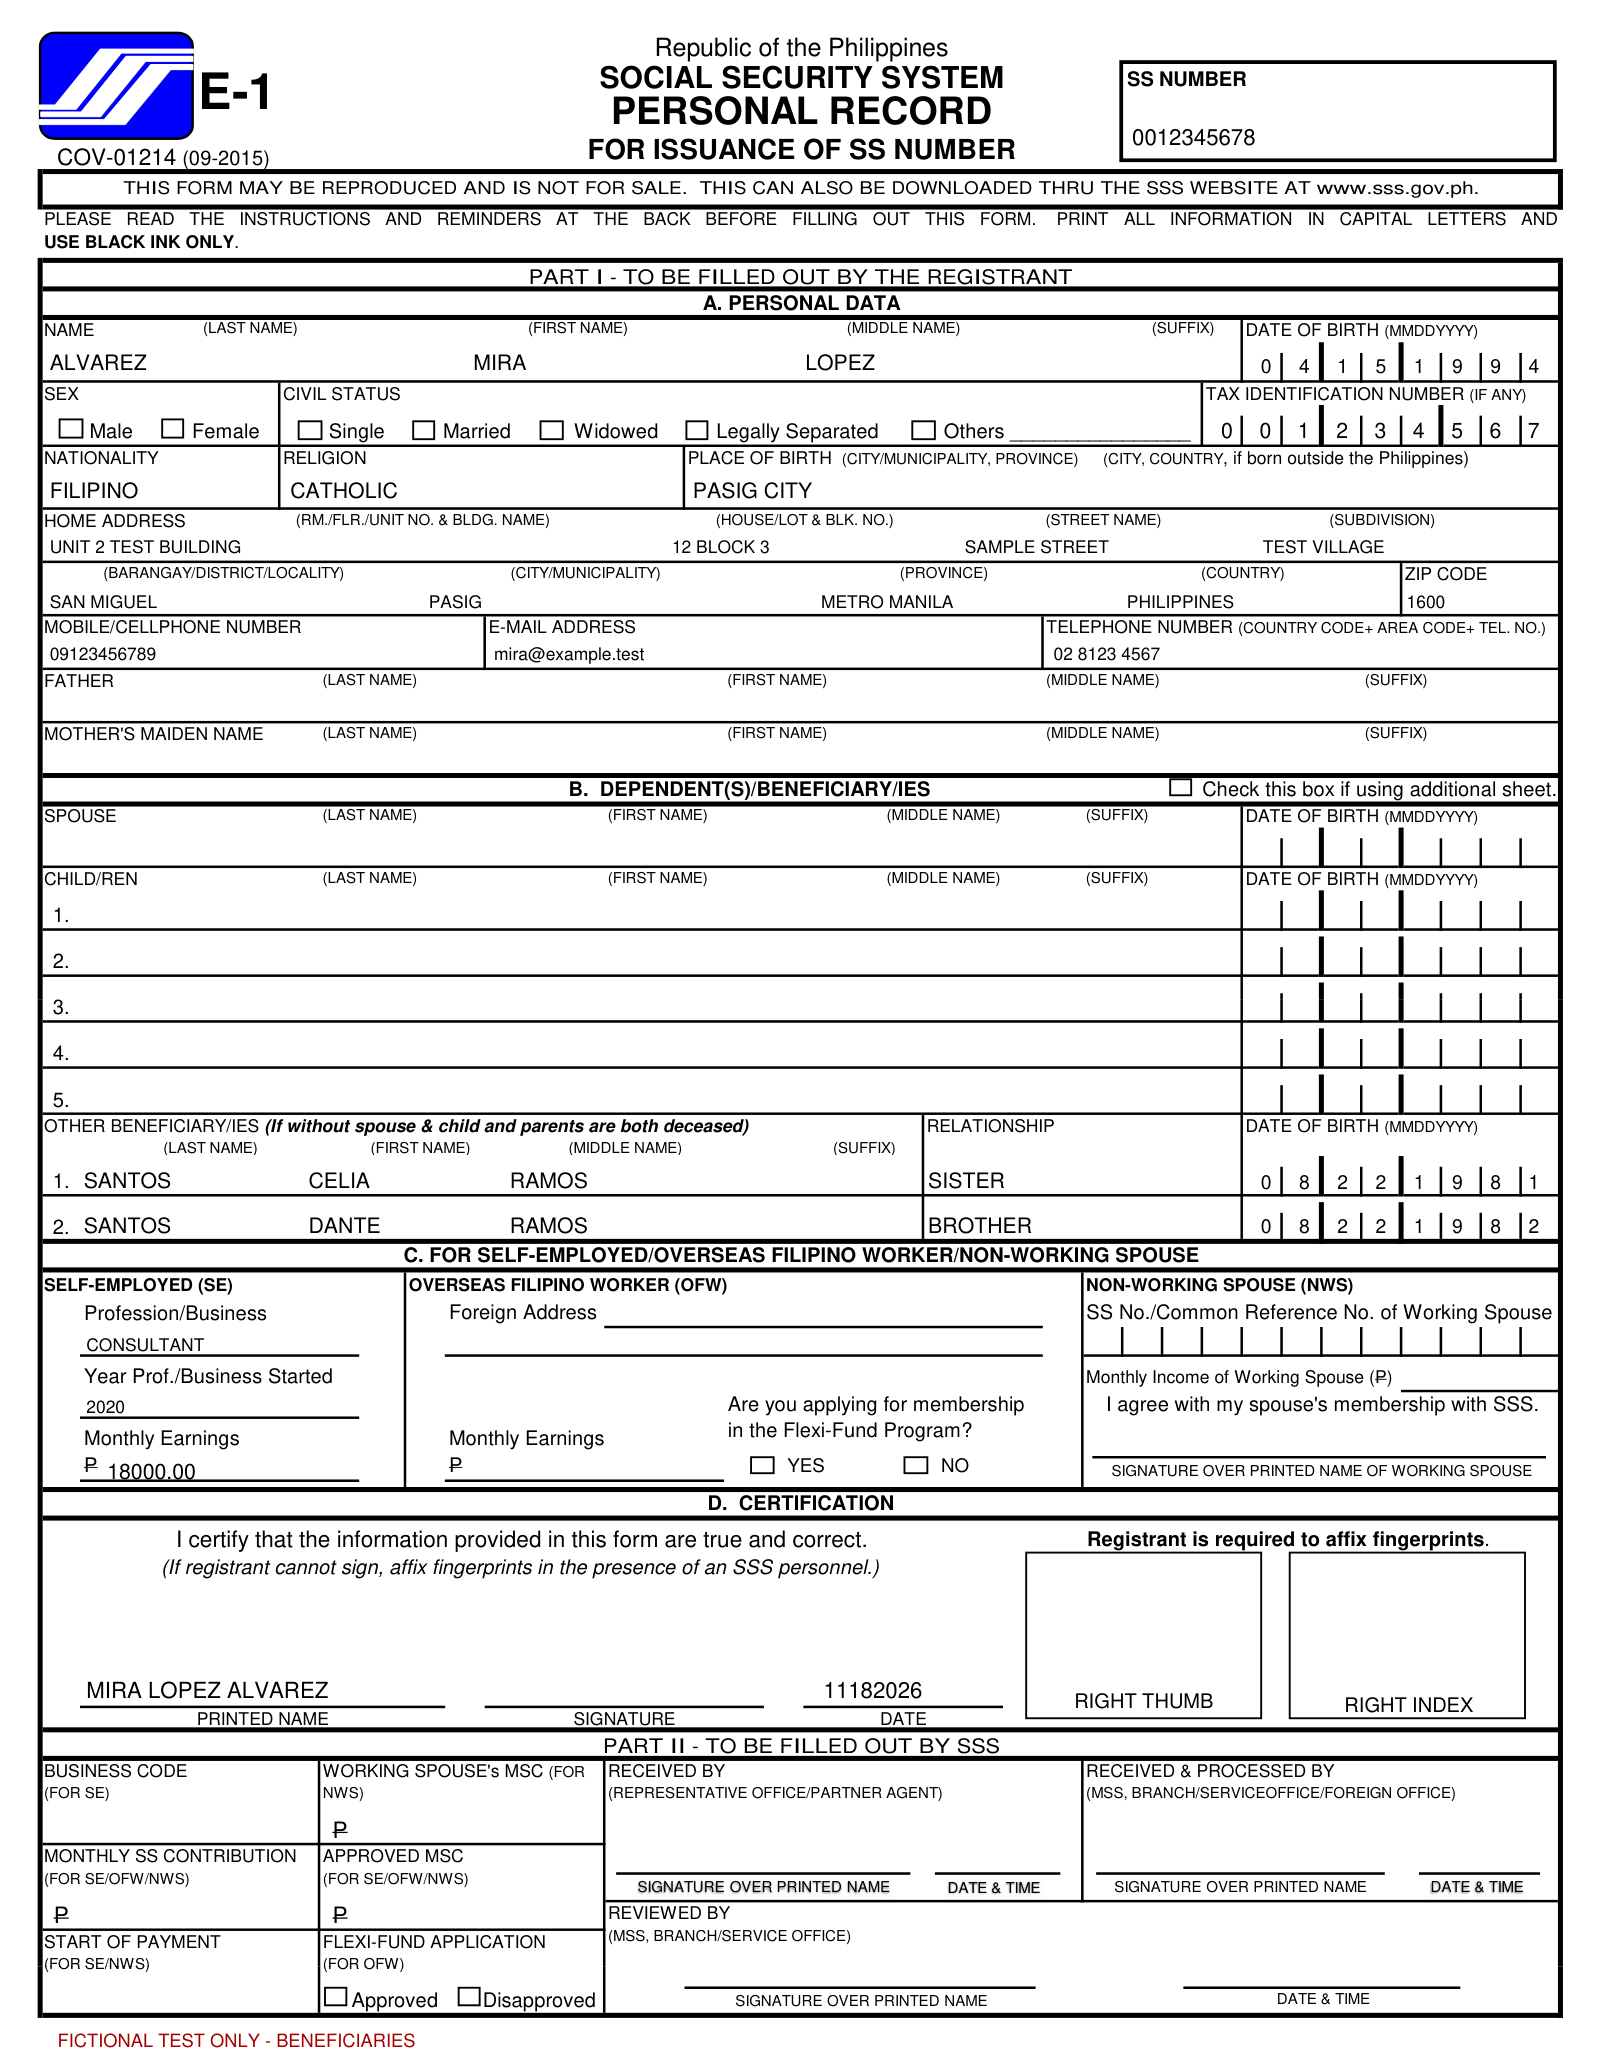 E-1
COV-01214 (09-2015)
Republic of the Philippines
SOCIAL SECURITY SYSTEM
PERSONAL RECORD
FOR ISSUANCE OF SS NUMBER
SS NUMBER
0012345678
THIS FORM MAY BE REPRODUCED AND IS NOT FOR SALE. THIS CAN ALSO BE DOWNLOADED THRU THE SSS WEBSITE AT www.sss.gov.ph.
PLEASE READ THE INSTRUCTIONS AND REMINDERS AT THE BACK BEFORE FILLING OUT THIS FORM. PRINT ALL INFORMATION IN CAPITAL LETTERS AND
USE BLACK INK ONLY.
PART I - TO BE FILLED OUT BY THE REGISTRANT
A. PERSONAL DATA
NAME (LAST NAME) (FIRST NAME) (MIDDLE NAME) (SUFFIX) DATE OF BIRTH (MMDDYYYY)
ALVAREZ MIRA LOPEZ 0 4 1 5 1 9 9 4
SEX CIVIL STATUS TAX IDENTIFICATION NUMBER (IF ANY)
Male Female Single Married Widowed Legally Separated Others ________________ 0 0 1 2 3 4 5 6 7
NATIONALITY RELIGION PLACE OF BIRTH (CITY/MUNICIPALITY, PROVINCE) (CITY, COUNTRY, if born outside the Philippines)
FILIPINO CATHOLIC PASIG CITY
HOME ADDRESS (RM./FLR./UNIT NO. & BLDG. NAME) (HOUSE/LOT & BLK. NO.) (STREET NAME) (SUBDIVISION)
UNIT 2 TEST BUILDING 12 BLOCK 3 SAMPLE STREET TEST VILLAGE
(BARANGAY/DISTRICT/LOCALITY) (CITY/MUNICIPALITY) (PROVINCE) (COUNTRY) ZIP CODE
SAN MIGUEL PASIG METRO MANILA PHILIPPINES 1600
MOBILE/CELLPHONE NUMBER E-MAIL ADDRESS TELEPHONE NUMBER (COUNTRY CODE+ AREA CODE+ TEL. NO.)
09123456789 mira@example.test 02 8123 4567
FATHER (LAST NAME) (FIRST NAME) (MIDDLE NAME) (SUFFIX)
MOTHER'S MAIDEN NAME (LAST NAME) (FIRST NAME) (MIDDLE NAME) (SUFFIX)
B. DEPENDENT(S)/BENEFICIARY/IES Check this box if using additional sheet.
SPOUSE (LAST NAME) (FIRST NAME) (MIDDLE NAME) (SUFFIX) DATE OF BIRTH (MMDDYYYY)
CHILD/REN (LAST NAME) (FIRST NAME) (MIDDLE NAME) (SUFFIX) DATE OF BIRTH (MMDDYYYY)
1.
2.
3.
4.
5.
OTHER BENEFICIARY/IES (If without spouse & child and parents are both deceased) RELATIONSHIP DATE OF BIRTH (MMDDYYYY)
(LAST NAME) (FIRST NAME) (MIDDLE NAME) (SUFFIX)
1. SANTOS CELIA RAMOS SISTER 0 8 2 2 1 9 8 1
2. SANTOS DANTE RAMOS BROTHER 0 8 2 2 1 9 8 2
C. FOR SELF-EMPLOYED/OVERSEAS FILIPINO WORKER/NON-WORKING SPOUSE
SELF-EMPLOYED (SE)
Profession/Business
CONSULTANT
Year Prof./Business Started
2020
Monthly Earnings
₱ 18000.00
OVERSEAS FILIPINO WORKER (OFW)
Foreign Address
Monthly Earnings
₱
Are you applying for membership
in the Flexi-Fund Program?
YES NO
NON-WORKING SPOUSE (NWS)
SS No./Common Reference No. of Working Spouse
Monthly Income of Working Spouse (₱)
I agree with my spouse's membership with SSS.
SIGNATURE OVER PRINTED NAME OF WORKING SPOUSE
D. CERTIFICATION
I certify that the information provided in this form are true and correct.
(If registrant cannot sign, affix fingerprints in the presence of an SSS personnel.)
MIRA LOPEZ ALVAREZ 11182026
PRINTED NAME SIGNATURE DATE
Registrant is required to affix fingerprints.
RIGHT THUMB RIGHT INDEX
PART II - TO BE FILLED OUT BY SSS
BUSINESS CODE
(FOR SE)
WORKING SPOUSE's MSC (FOR
NWS)
₱
MONTHLY SS CONTRIBUTION
(FOR SE/OFW/NWS)
₱
APPROVED MSC
(FOR SE/OFW/NWS)
₱
START OF PAYMENT
(FOR SE/NWS)
FLEXI-FUND APPLICATION
(FOR OFW)
Approved Disapproved
RECEIVED BY
(REPRESENTATIVE OFFICE/PARTNER AGENT)
SIGNATURE OVER PRINTED NAME DATE & TIME
RECEIVED & PROCESSED BY
(MSS, BRANCH/SERVICEOFFICE/FOREIGN OFFICE)
SIGNATURE OVER PRINTED NAME DATE & TIME
REVIEWED BY
(MSS, BRANCH/SERVICE OFFICE)
SIGNATURE OVER PRINTED NAME DATE & TIME
FICTIONAL TEST ONLY - BENEFICIARIES